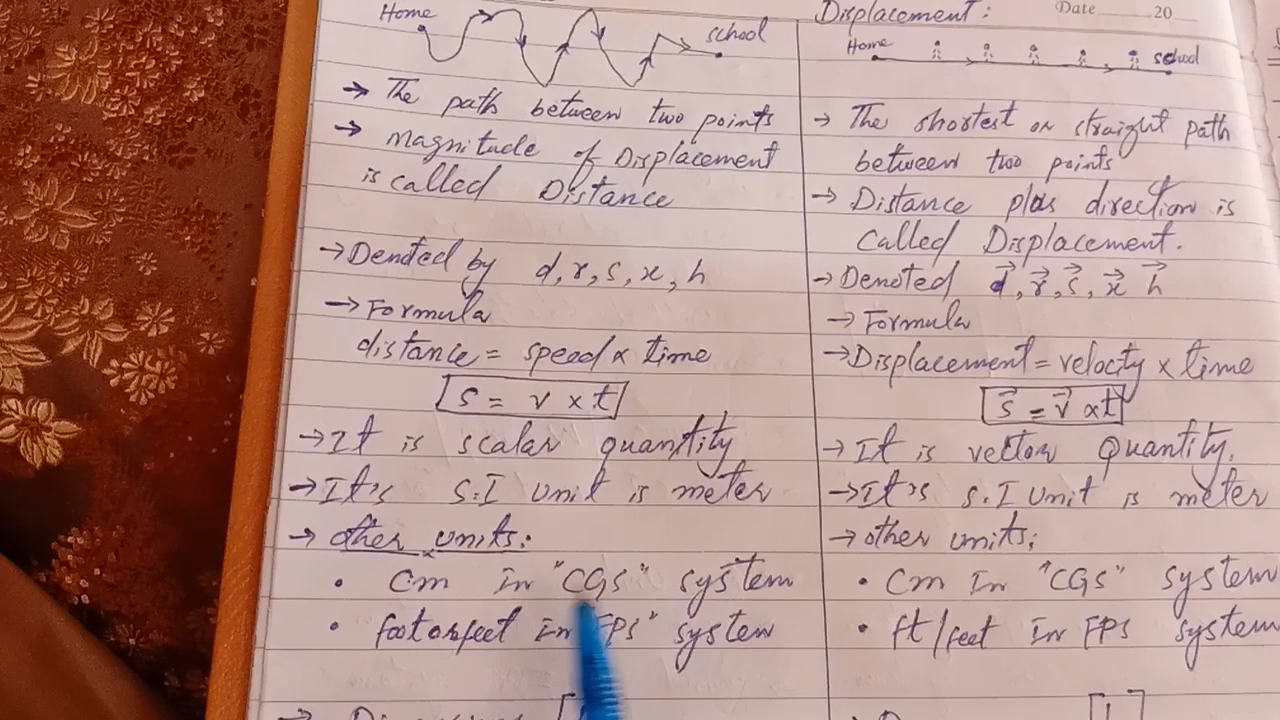 Home
school
→ The path between two points
→ Magnitude of Displacement
is called Distance
→ Denoted by d, r, s, x, h
→ Formula
distance = speed x time
s = v x t
→ It is scalar quantity
→ It's S.I Unit is meter
→ other units:
• Cm in "CGS" system
• foot or feet in FPS" system
Displacement:
Date 20
Home
school
→ The shortest or straight path
between two points
→ Distance plus direction is
Called Displacement.
→ Denoted d, r, s, x h
→ Formula
→ Displacement = velocity x time
s = v x t
→ It is vector Quantity.
→ It's S.I Unit is meter
→ other units;
• Cm In "CGS" system
• ft/feet In FPS system